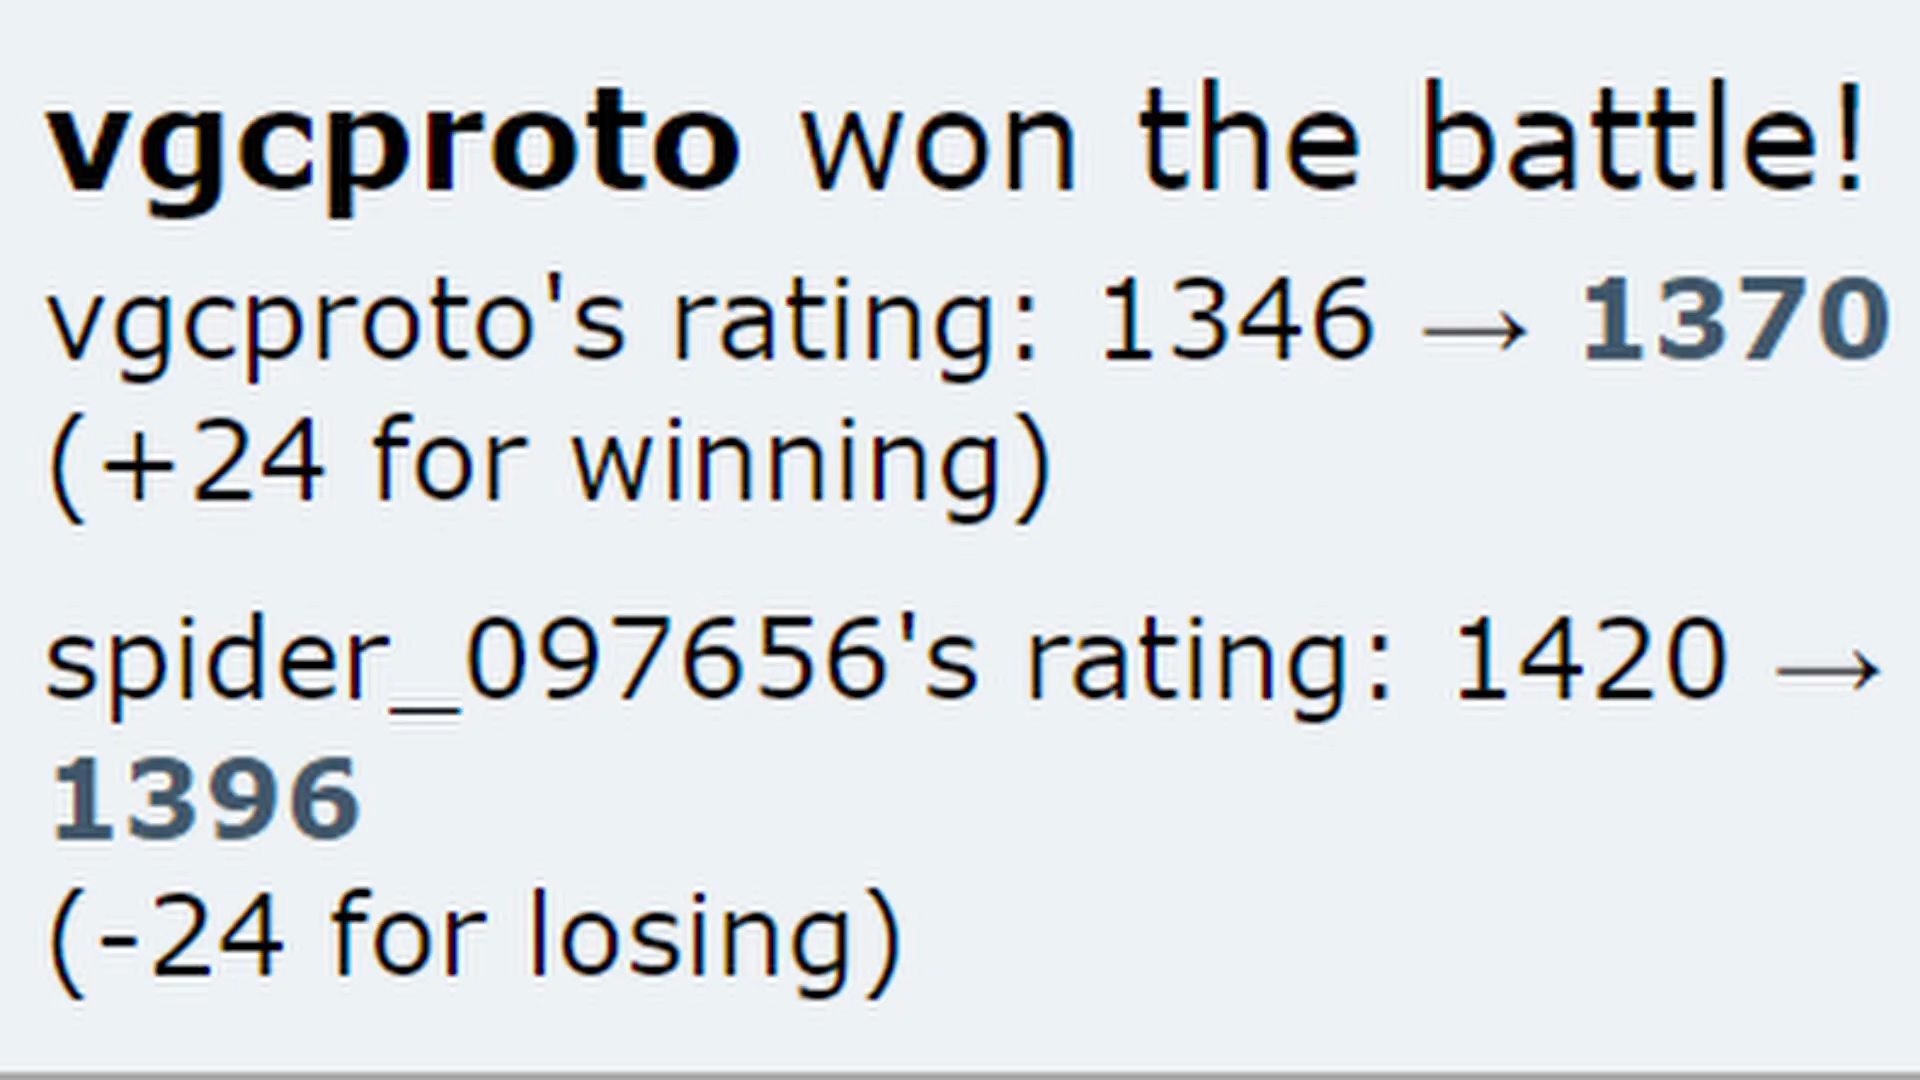 vgcproto won the battle!
vgcproto's rating: 1346 → 1370
(+24 for winning)
spider_097656's rating: 1420 →
1396
(-24 for losing)